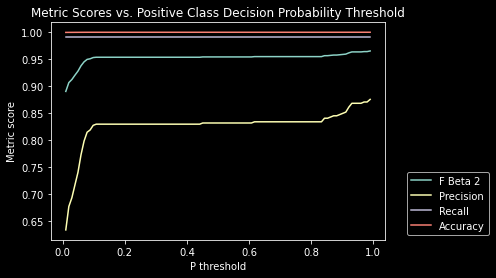 Metric Scores vs. Positive Class Decision Probability Threshold
1.00
0.95
0.90
0.85
0.80
0.75
0.70
0.65
Metric score
0.0 0.2 0.4 0.6 0.8 1.0
P threshold
F Beta 2
Precision
Recall
Accuracy